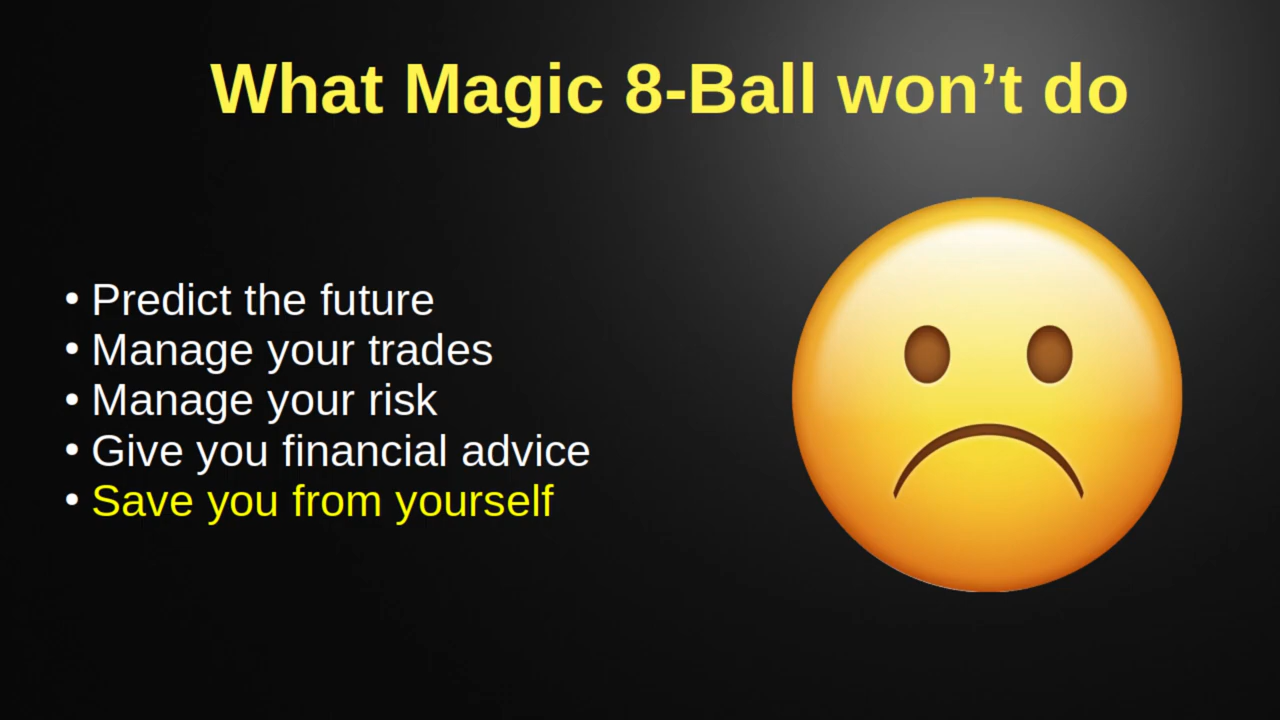 What Magic 8-Ball won’t do
• Predict the future
• Manage your trades
• Manage your risk
• Give you financial advice
• Save you from yourself